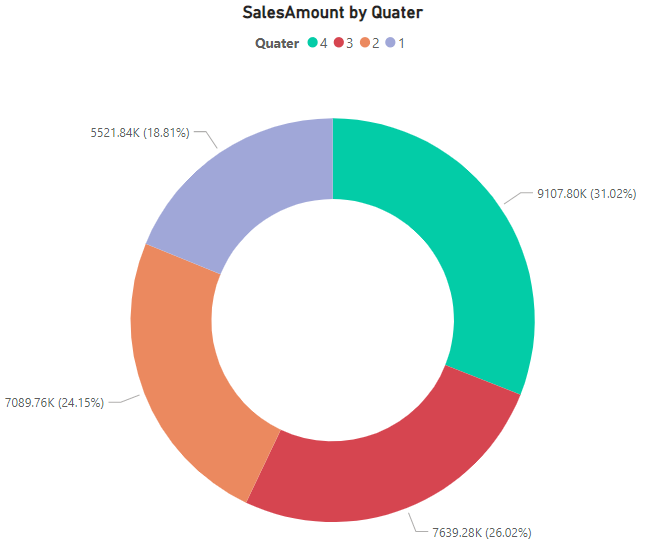 SalesAmount by Quater
Quater 4 3 2 1
5521.84K (18.81%)
9107.80K (31.02%)
7089.76K (24.15%)
7639.28K (26.02%)